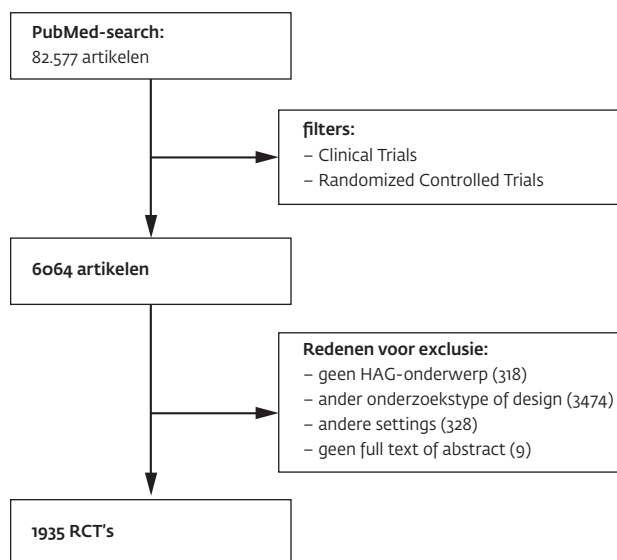 PubMed-search:
82.577 artikelen
filters:
– Clinical Trials
– Randomized Controlled Trials
6064 artikelen
Redenen voor exclusie:
– geen HAG-onderwerp (318)
– ander onderzoekstype of design (3474)
– andere settings (328)
– geen full text of abstract (9)
1935 RCT's